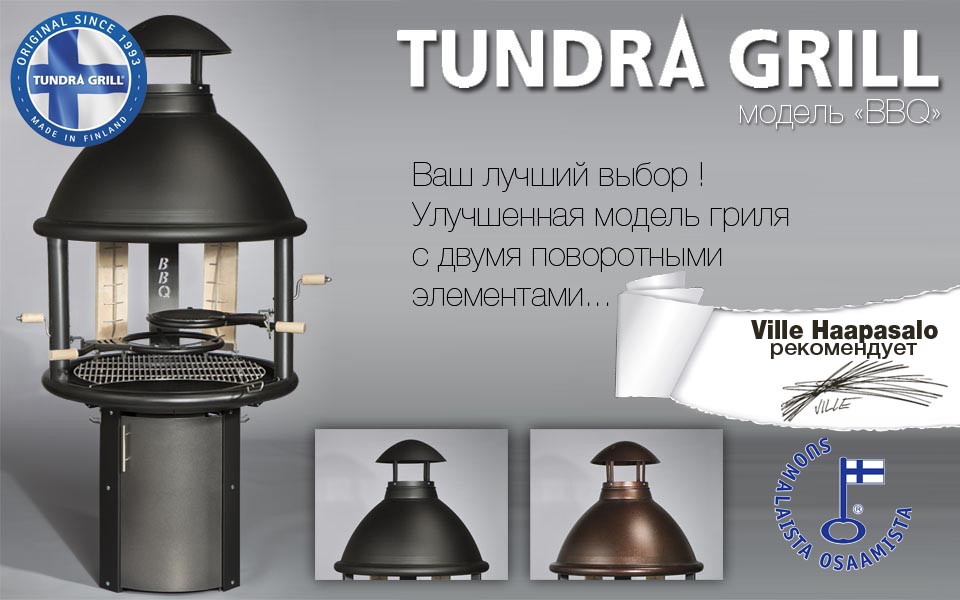 ORIGINAL SINCE 1993
TUNDRA GRILL
MADE IN FINLAND
TUNDRA GRILL
модель «BBQ»
Ваш лучший выбор !
Улучшенная модель гриля
с двумя поворотными
элементами...
BBQ
Ville Haapasalo
рекомендует
VILLE
SUOMALAISTA OSAAMISTA
®